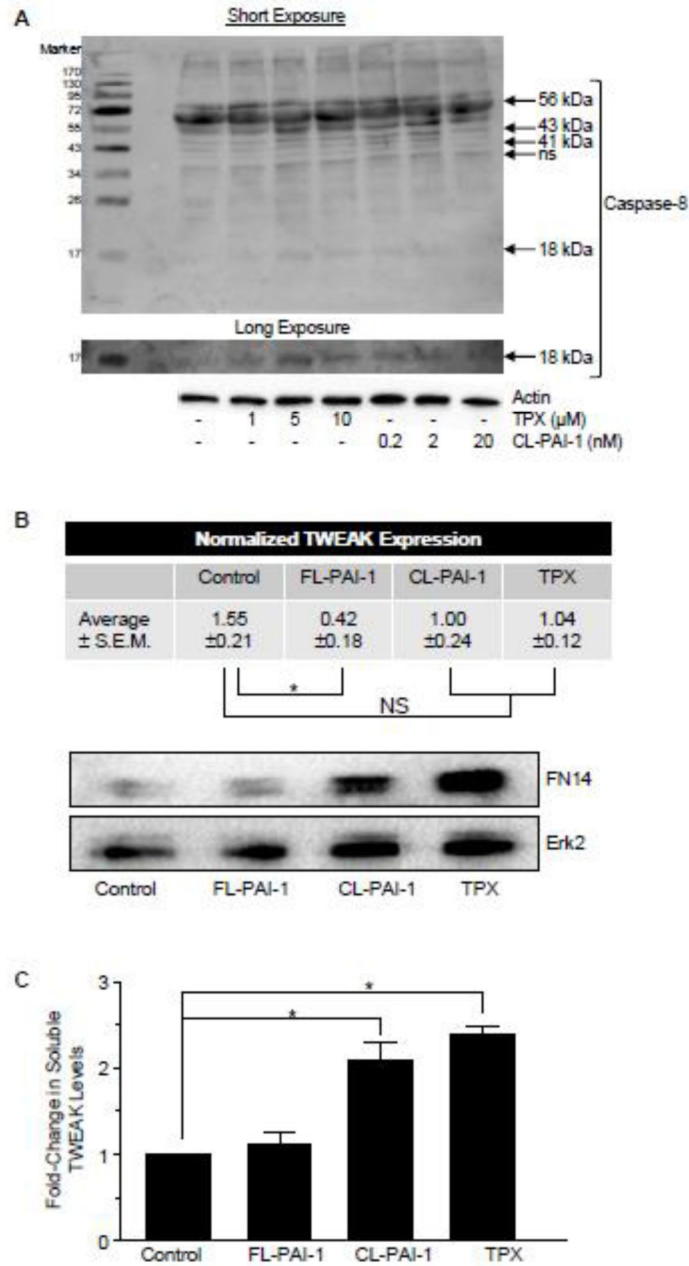 A
Short Exposure
Marker
170
130
95
72
55
43
34
26
17
56 kDa
43 kDa
41 kDa
ns
18 kDa
Caspase-8
Long Exposure
17
18 kDa
Actin
- 1 5 10 - - - TPX (µM)
- - - - 0.2 2 20 CL-PAI-1 (nM)
B
Normalized TWEAK Expression
Control FL-PAI-1 CL-PAI-1 TPX
Average 1.55 0.42 1.00 1.04
± S.E.M. ±0.21 ±0.18 ±0.24 ±0.12
*
NS
FN14
Erk2
Control FL-PAI-1 CL-PAI-1 TPX
C
Fold-Change in Soluble
TWEAK Levels
3
2
1
0
*
*
Control FL-PAI-1 CL-PAI-1 TPX